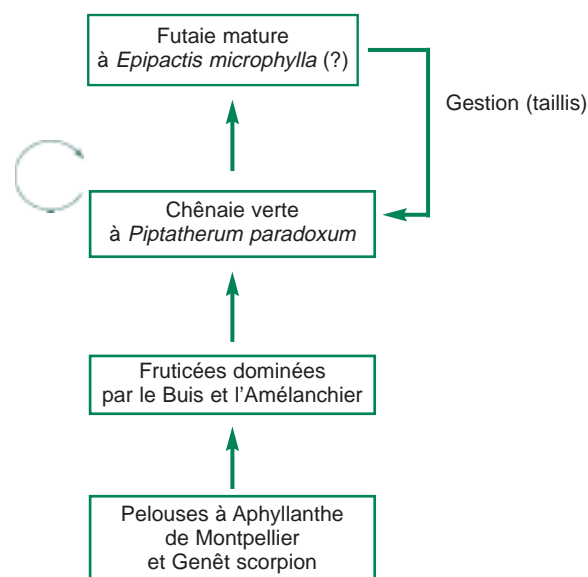 Futaie mature
à Epipactis microphylla (?)
Gestion (taillis)
Chênaie verte
à Piptatherum paradoxum
Fruticées dominées
par le Buis et l'Amélanchier
Pelouses à Aphyllanthe
de Montpellier
et Genêt scorpion